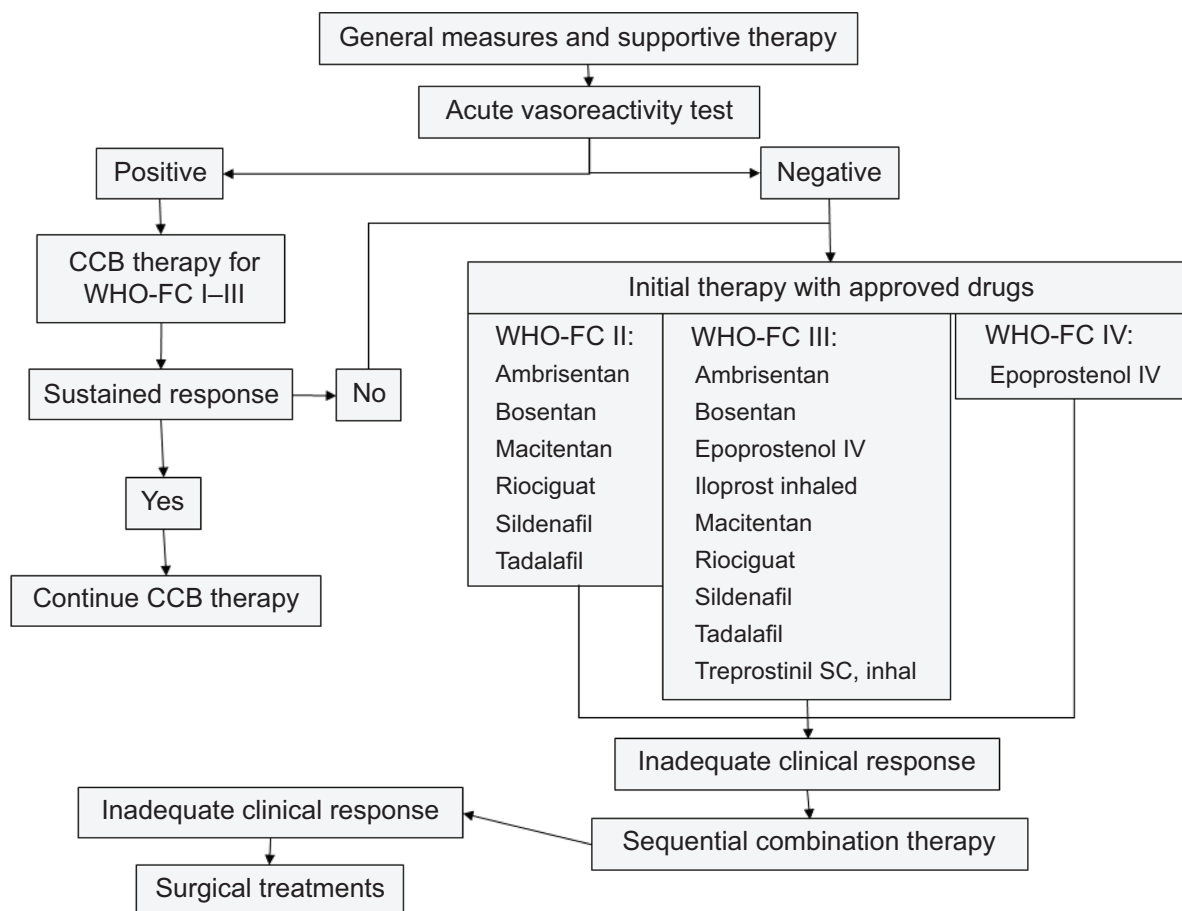 General measures and supportive therapy
Acute vasoreactivity test
Positive
Negative
CCB therapy for
WHO-FC I–III
Sustained response
No
Yes
Continue CCB therapy
Initial therapy with approved drugs
WHO-FC II:
Ambrisentan
Bosentan
Macitentan
Riociguat
Sildenafil
Tadalafil
WHO-FC III:
Ambrisentan
Bosentan
Epoprostenol IV
Iloprost inhaled
Macitentan
Riociguat
Sildenafil
Tadalafil
Treprostinil SC, inhal
WHO-FC IV:
Epoprostenol IV
Inadequate clinical response
Sequential combination therapy
Inadequate clinical response
Surgical treatments